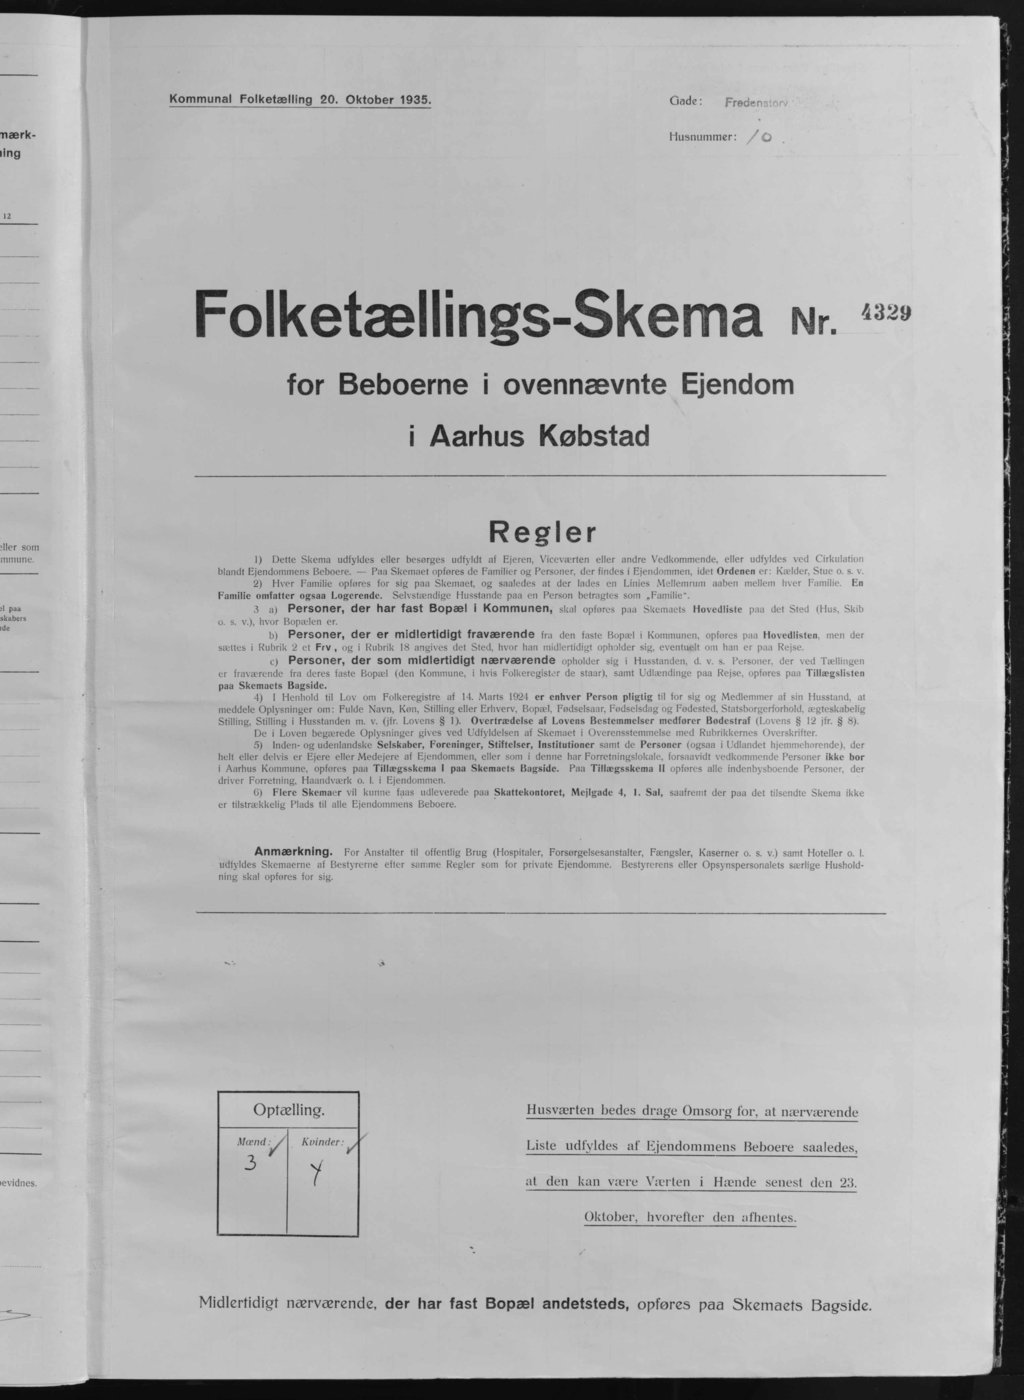 mærk-
ing
12
eller som
mmune.
el paa
skabers
evidnes.
Kommunal Folketælling 20. Oktober 1935.
Gade: Fredenstorv
Husnummer: 10.
Folketællings-Skema Nr. 4329
for Beboerne i ovennævnte Ejendom
i Aarhus Købstad
Regler
1) Dette Skema udfyldes eller besørges udfyldt af Ejeren, Viceværten eller andre Vedkommende, eller udfyldes ved Cirkulation
blandt Ejendommens Beboere. — Paa Skemaet opføres de Familier og Personer, der findes i Ejendommen, idet Ordenen er: Kælder, Stue o. s. v.
2) Hver Familie opføres for sig paa Skemaet, og saaledes at der lades en Linies Mellemrum aaben mellem hver Familie. En
Familie omfatter ogsaa Logerende. Selvstændige Husstande paa en Person betragtes som „Familie".
3 a) Personer, der har fast Bopæl i Kommunen, skal opføres paa Skemaets Hovedliste paa det Sted (Hus, Skib
o. s. v.), hvor Bopælen er.
b) Personer, der er midlertidigt fraværende fra den faste Bopæl i Kommunen, opføres paa Hovedlisten, men der
sættes i Rubrik 2 et Frv, og i Rubrik 18 angives det Sted, hvor han midlertidigt opholder sig, eventuelt om han er paa Rejse.
c) Personer, der som midlertidigt nærværende opholder sig i Husstanden, d. v. s. Personer, der ved Tællingen
er fraværende fra deres faste Bopæl (den Kommune, i hvis Folkeregister de staar), samt Udlændinge paa Rejse, opføres paa Tillægslisten
paa Skemaets Bagside.
4) I Henhold til Lov om Folkeregistre af 14. Marts 1924 er enhver Person pligtig til for sig og Medlemmer af sin Husstand, at
meddele Oplysninger om: Fulde Navn, Køn, Stilling eller Erhverv, Bopæl, Fødselsaar, Fødselsdag og Fødested, Statsborgerforhold, ægteskabelig
Stilling, Stilling i Husstanden m. v. (jfr. Lovens § 1). Overtrædelse af Lovens Bestemmelser medfører Bødestraf (Lovens § 12 jfr. § 8).
De i Loven begærede Oplysninger gives ved Udfyldelsen af Skemaet i Overensstemmelse med Rubrikkernes Overskrifter.
5) Inden- og udenlandske Selskaber, Foreninger, Stiftelser, Institutioner samt de Personer (ogsaa i Udlandet hjemmehørende), der
helt eller delvis er Ejere eller Medejere af Ejendommen, eller som i denne har Forretningslokale, forsaavidt vedkommende Personer ikke bor
i Aarhus Kommune, opføres paa Tillægsskema I paa Skemaets Bagside. Paa Tillægsskema II opføres alle indenbysboende Personer, der
driver Forretning, Haandværk o. l. i Ejendommen.
6) Flere Skemaer vil kunne faas udleverede paa Skattekontoret, Mejlgade 4, 1. Sal, saafremt der paa det tilsendte Skema ikke
er tilstrækkelig Plads til alle Ejendommens Beboere.
Anmærkning. For Anstalter til offentlig Brug (Hospitaler, Forsørgelsesanstalter, Fængsler, Kaserner o. s. v.) samt Hoteller o. l.
udfyldes Skemaerne af Bestyrerne efter samme Regler som for private Ejendomme. Bestyrerens eller Opsynspersonalets særlige Hushold-
ning skal opføres for sig.
Optælling.
Mænd: Kvinder:
3 4
Husværten bedes drage Omsorg for, at nærværende
Liste udfyldes af Ejendommens Beboere saaledes,
at den kan være Værten i Hænde senest den 23.
Oktober, hvorefter den afhentes.
Midlertidigt nærværende, der har fast Bopæl andetsteds, opføres paa Skemaets Bagside.